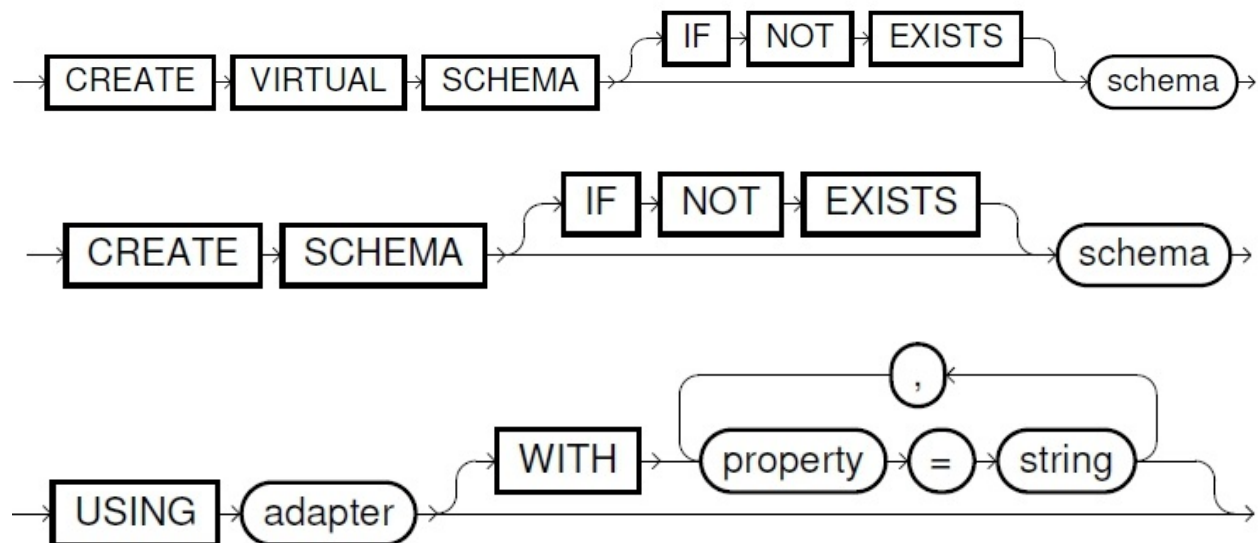 IF NOT EXISTS
CREATE VIRTUAL SCHEMA schema
IF NOT EXISTS
CREATE SCHEMA schema
,
WITH property = string
USING adapter